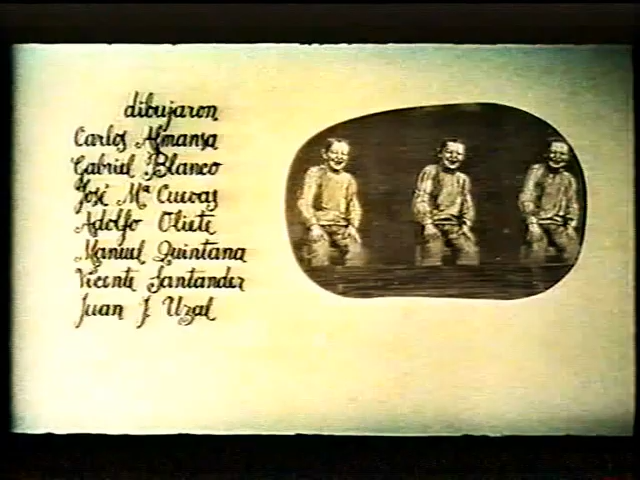 dibujaron
Carlos Almansa
Gabriel Blanco
José Mª Cuevas
Adolfo Oliete
Manuel Quintana
Vicente Santander
Juan J. Uzal